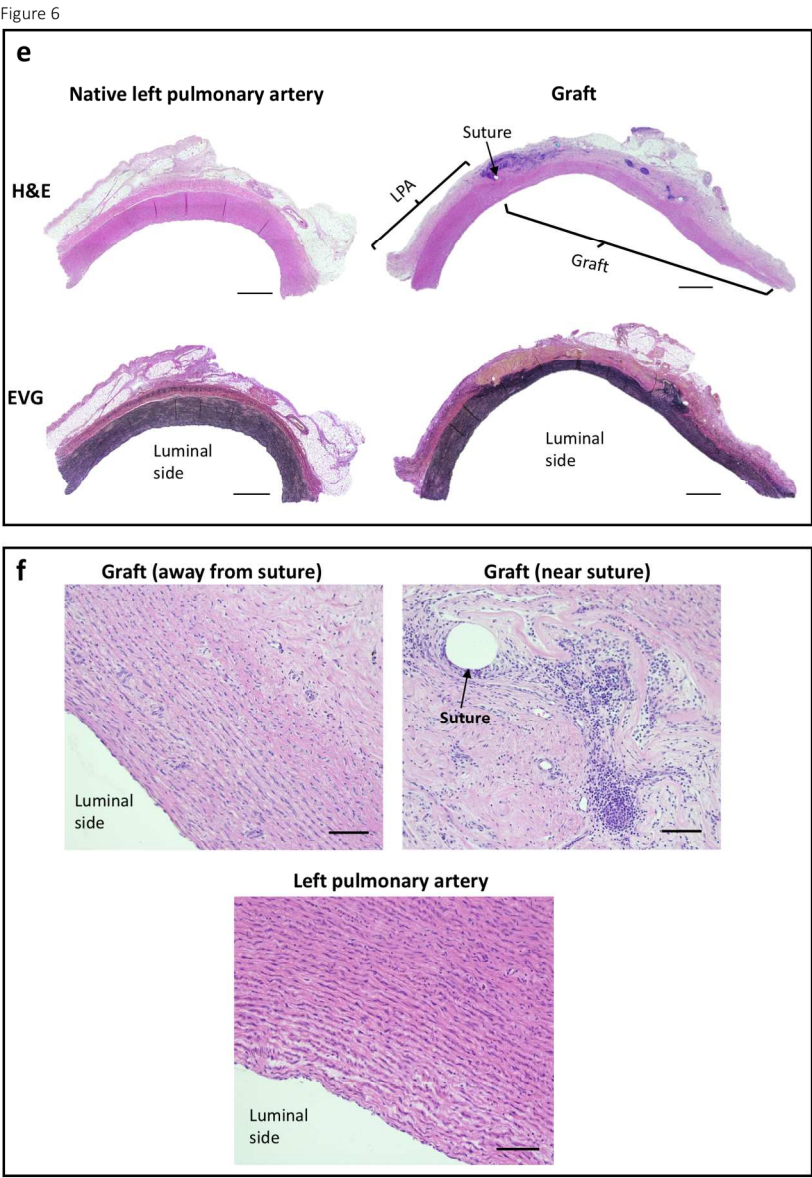 Figure 6
e
Native left pulmonary artery
Graft
Suture
H&E
LPA
Graft
EVG
Luminal
side
Luminal
side
f
Graft (away from suture)
Graft (near suture)
Suture
Luminal
side
Left pulmonary artery
Luminal
side